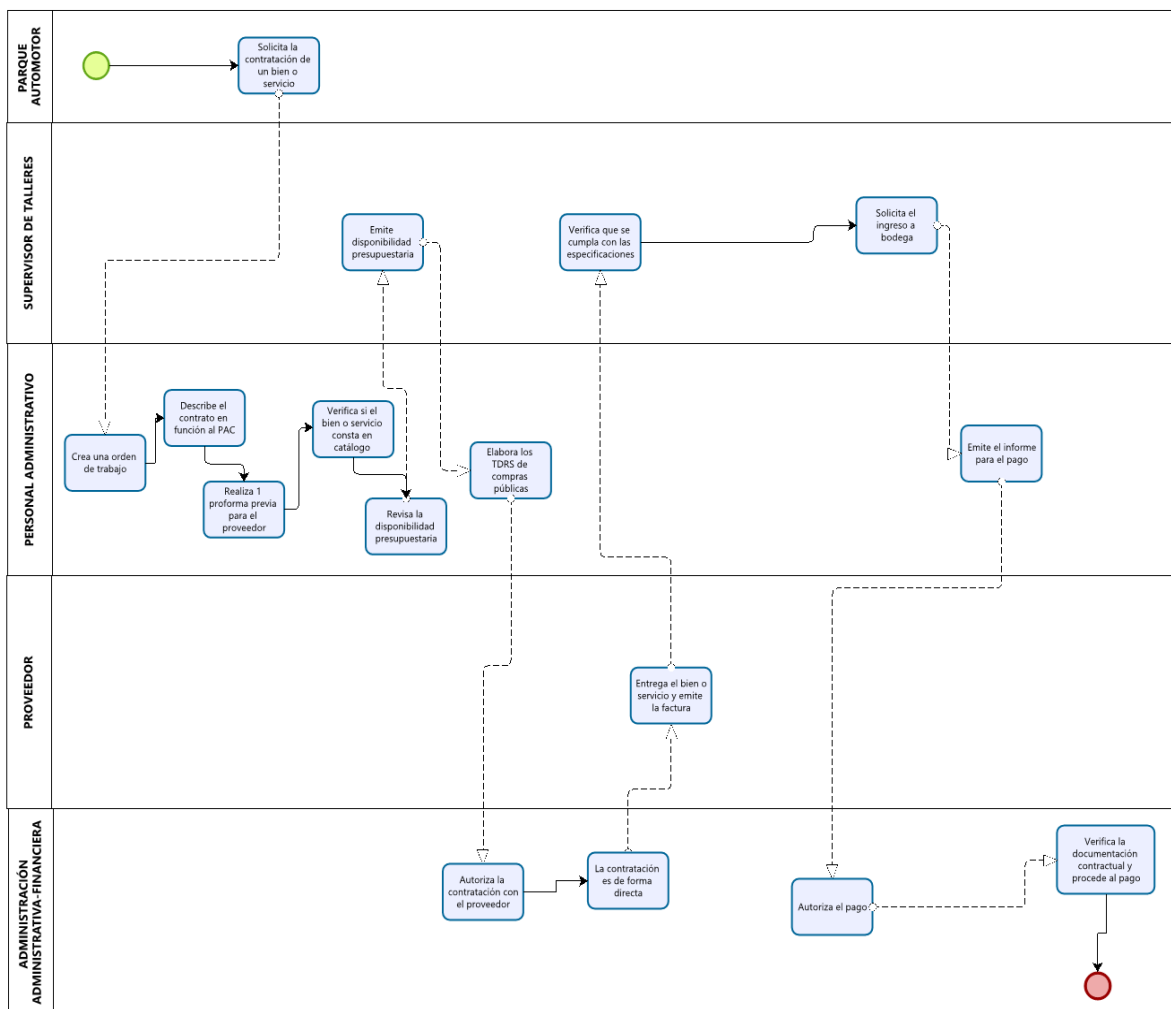 PARQUE
AUTOMOTOR
Solicita la
contratación de
un bien o
servicio
SUPERVISOR DE TALLERES
Emite
disponibilidad
presupuestaria
Verifica que se
cumpla con las
especificaciones
Solicita el
ingreso a
bodega
PERSONAL ADMINISTRATIVO
Crea una orden
de trabajo
Describe el
contrato en
función al PAC
Realiza 1
proforma previa
para el
proveedor
Verifica si el
bien o servicio
consta en
catálogo
Revisa la
disponibilidad
presupuestaria
Elabora los
TDRS de
compras
públicas
Emite el informe
para el pago
PROVEEDOR
Entrega el bien o
servicio y emite
la factura
ADMINISTRACIÓN
ADMINISTRATIVA-FINANCIERA
Autoriza la
contratación con
el proveedor
La contratación
es de forma
directa
Autoriza el pago
Verifica la
documentación
contractual y
procede al pago